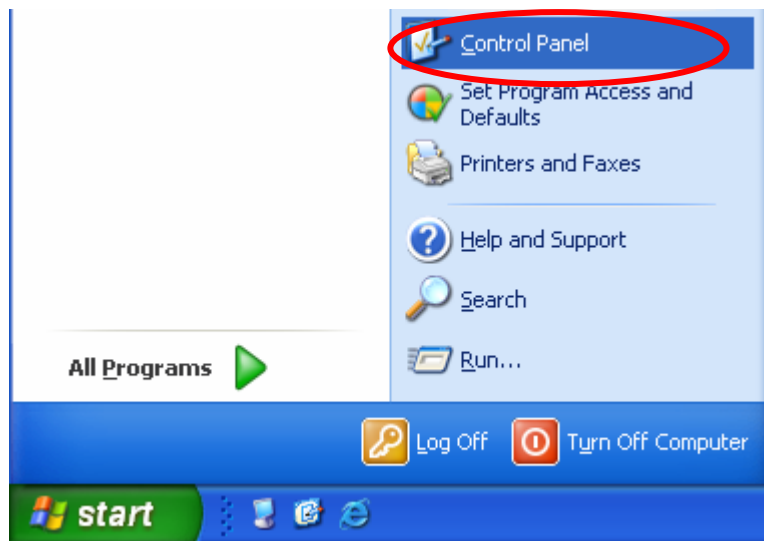 Control Panel
Set Program Access and
Defaults
Printers and Faxes
Help and Support
Search
All Programs
Run...
Log Off
Turn Off Computer
start